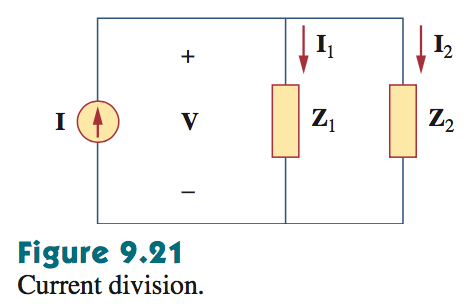 I₁
I₂
+
I
V
Z₁
Z₂
−
Figure 9.21
Current division.